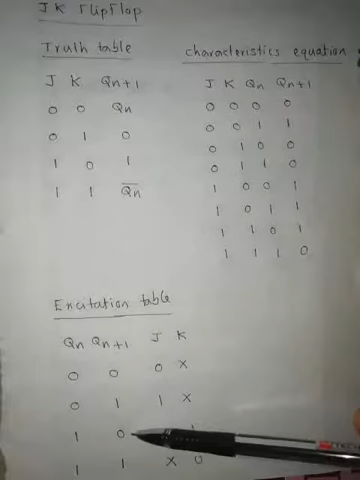 JK FlipFlop
Truth table
J K Qn+1
0 0 Qn
0 1 0
1 0 1
1 1 Q̅n̅
characteristics equation
J K Qn Qn+1
0 0 0 0
0 0 1 1
0 1 0 0
0 1 1 0
1 0 0 1
1 0 1 1
1 1 0 1
1 1 1 0
Excitation table
Qn Qn+1 J K
0 0 0 X
0 1 1 X
1 0
1 1 X 0